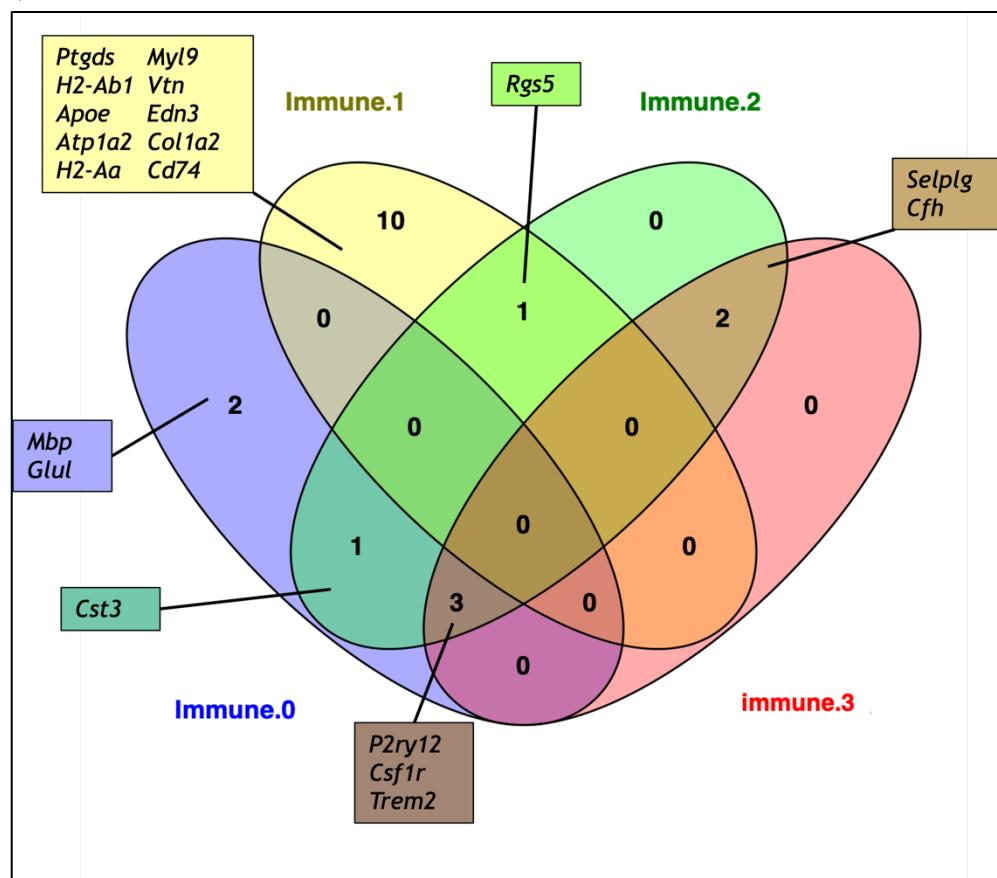 Ptgds Myl9
H2-Ab1 Vtn
Apoe Edn3
Atp1a2 Col1a2
H2-Aa Cd74
Immune.1
Rgs5
Immune.2
Selplg
Cfh
10
0
0
1
2
2
0
0
0
Mbp
Glul
0
1
0
Cst3
3
0
0
Immune.0
immune.3
P2ry12
Csf1r
Trem2